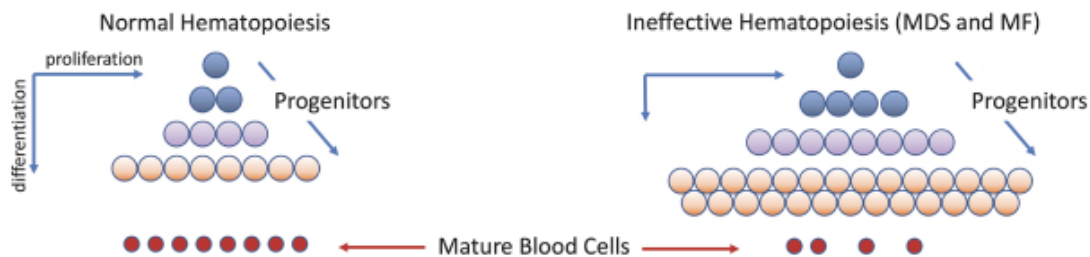 Normal Hematopoiesis
Ineffective Hematopoiesis (MDS and MF)
proliferation
differentiation
Progenitors
Progenitors
Mature Blood Cells